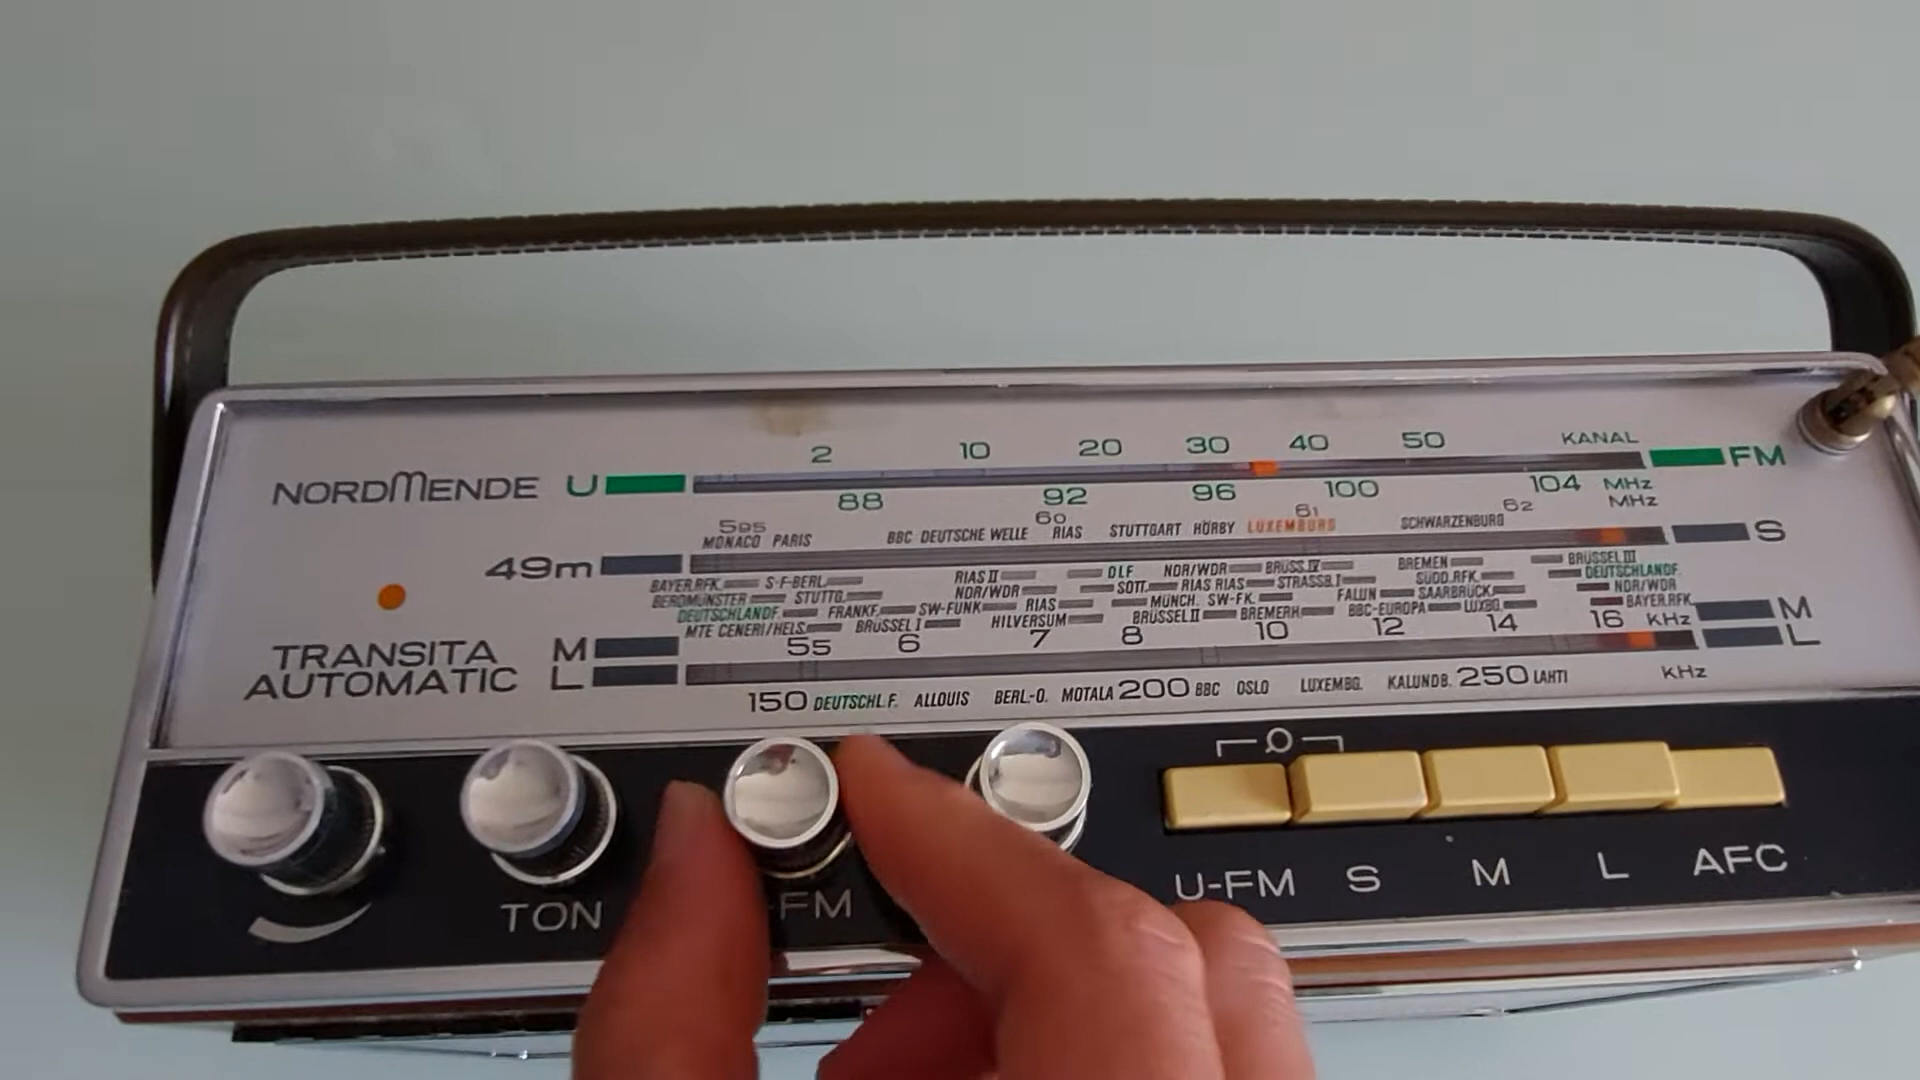 2 10 20 30 40 50 KANAL
NORDMENDE U FM
88 92 96 100 104 MHz
MHz
595 60 61 62
MONACO PARIS BBC DEUTSCHE WELLE RIAS STUTTGART HÖRBY LUXEMBURG SCHWARZENBURG
49m S
BAYER.RFK. S-F-BERL. RIAS II DLF NDR/WDR BRÜSS.IV BREMEN BRÜSSEL III
BEROMÜNSTER STUTTG. NDR/WDR SOTT. RIAS RIAS STRASSB.I SÜDD.RFK. DEUTSCHLANDF.
DEUTSCHLANDF. FRANKF. SW-FUNK RIAS MÜNCH. SW-FK. FALUN SAARBRÜCK. NDR/WDR
MTE CENERI/HELS. BRÜSSEL I HILVERSUM BRÜSSEL II BREMERH. BBC-EUROPA LUXBG. BAYER.RFK.
TRANSITA M 55 6 7 8 10 12 14 16 KHz M
AUTOMATIC L L
150 DEUTSCHL.F. ALLOUIS BERL.-O. MOTALA 200 BBC OSLO LUXEMBG. KALUNDB. 250 LAHTI KHz
TON -FM U-FM S M L AFC